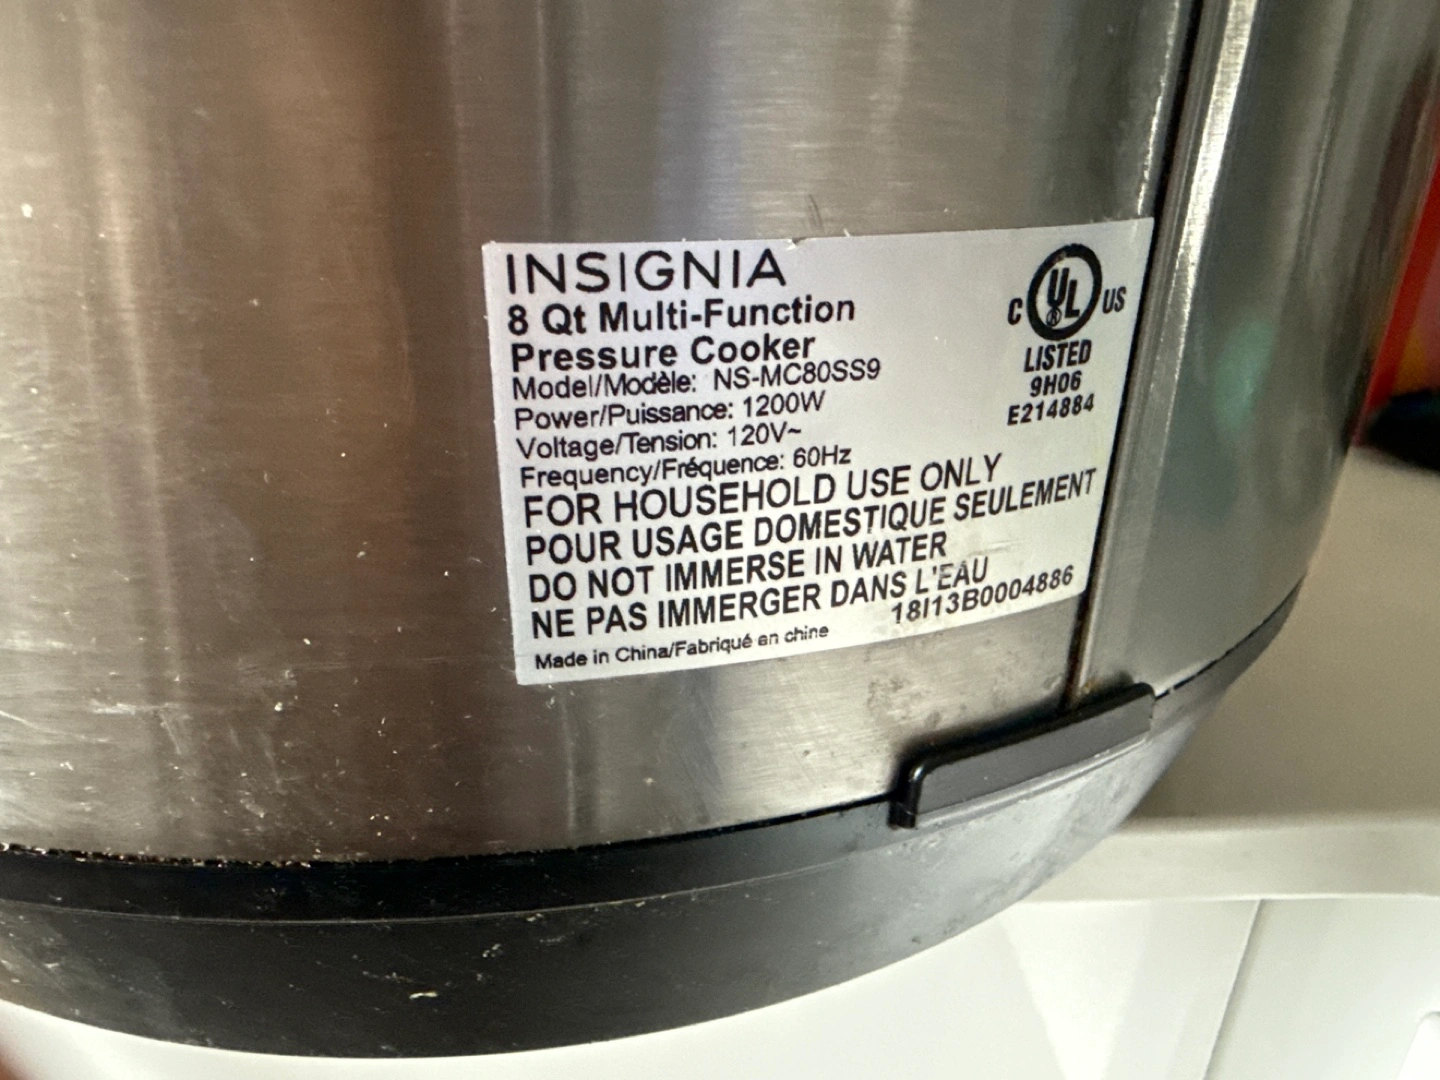 INSIGNIA
8 Qt Multi-Function
Pressure Cooker
Model/Modèle: NS-MC80SS9
Power/Puissance: 1200W
Voltage/Tension: 120V~
Frequency/Fréquence: 60Hz
FOR HOUSEHOLD USE ONLY
POUR USAGE DOMESTIQUE SEULEMENT
DO NOT IMMERSE IN WATER
NE PAS IMMERGER DANS L'EAU
18I13B0004886
Made in China/Fabriqué en chine
C UL ® US
LISTED
9H06
E214884